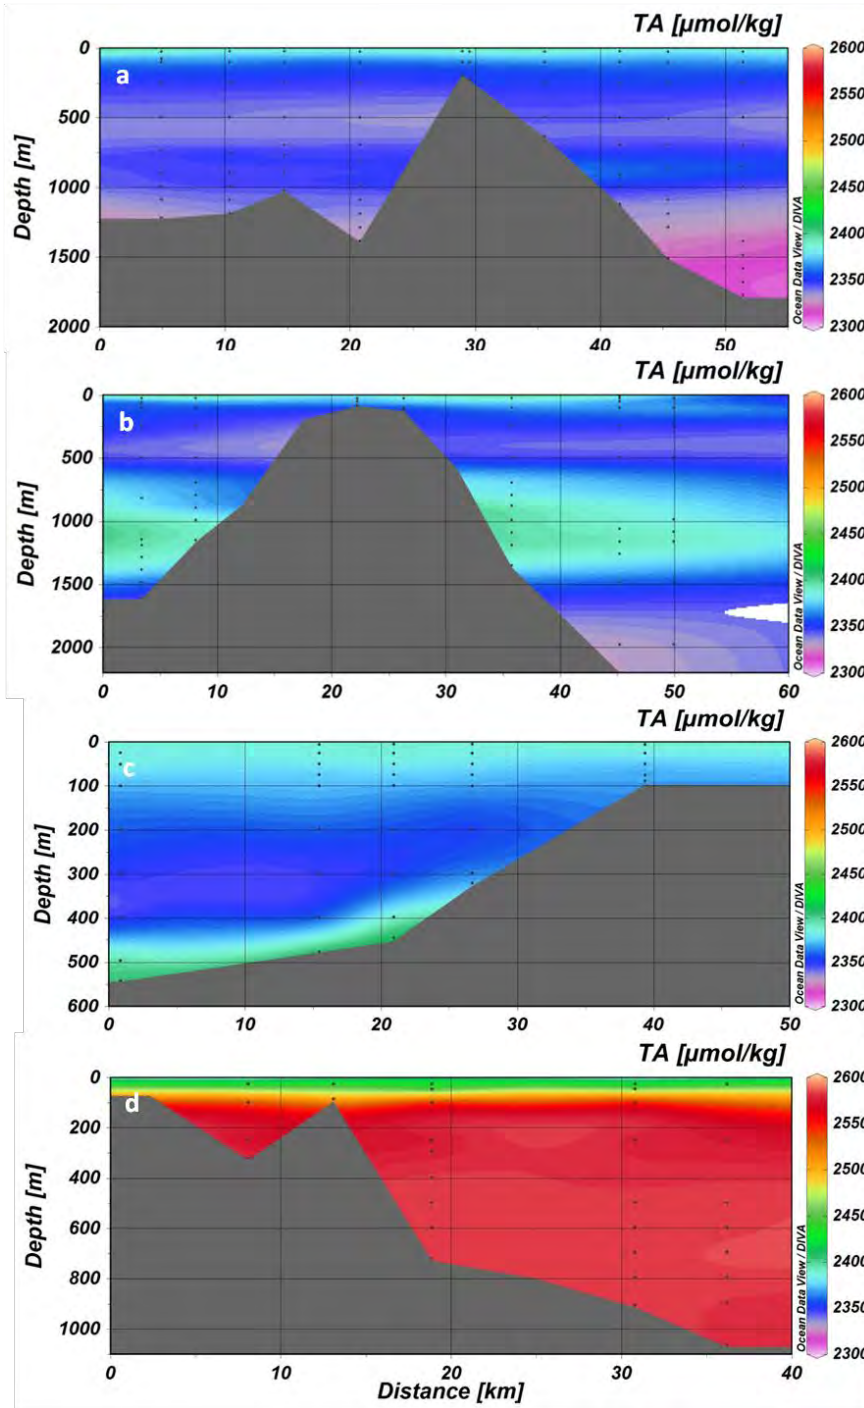 TA [µmol/kg]
a
Depth [m]
0
500
1000
1500
2000
0 10 20 30 40 50
2600
2550
2500
2450
2400
2350
2300
Ocean Data View / DIVA
TA [µmol/kg]
b
Depth [m]
0
500
1000
1500
2000
0 10 20 30 40 50 60
2600
2550
2500
2450
2400
2350
2300
Ocean Data View / DIVA
TA [µmol/kg]
c
Depth [m]
0
100
200
300
400
500
600
0 10 20 30 40 50
2600
2550
2500
2450
2400
2350
2300
Ocean Data View / DIVA
TA [µmol/kg]
d
Depth [m]
0
200
400
600
800
1000
0 10 20 30 40
Distance [km]
2600
2550
2500
2450
2400
2350
2300
Ocean Data View / DIVA